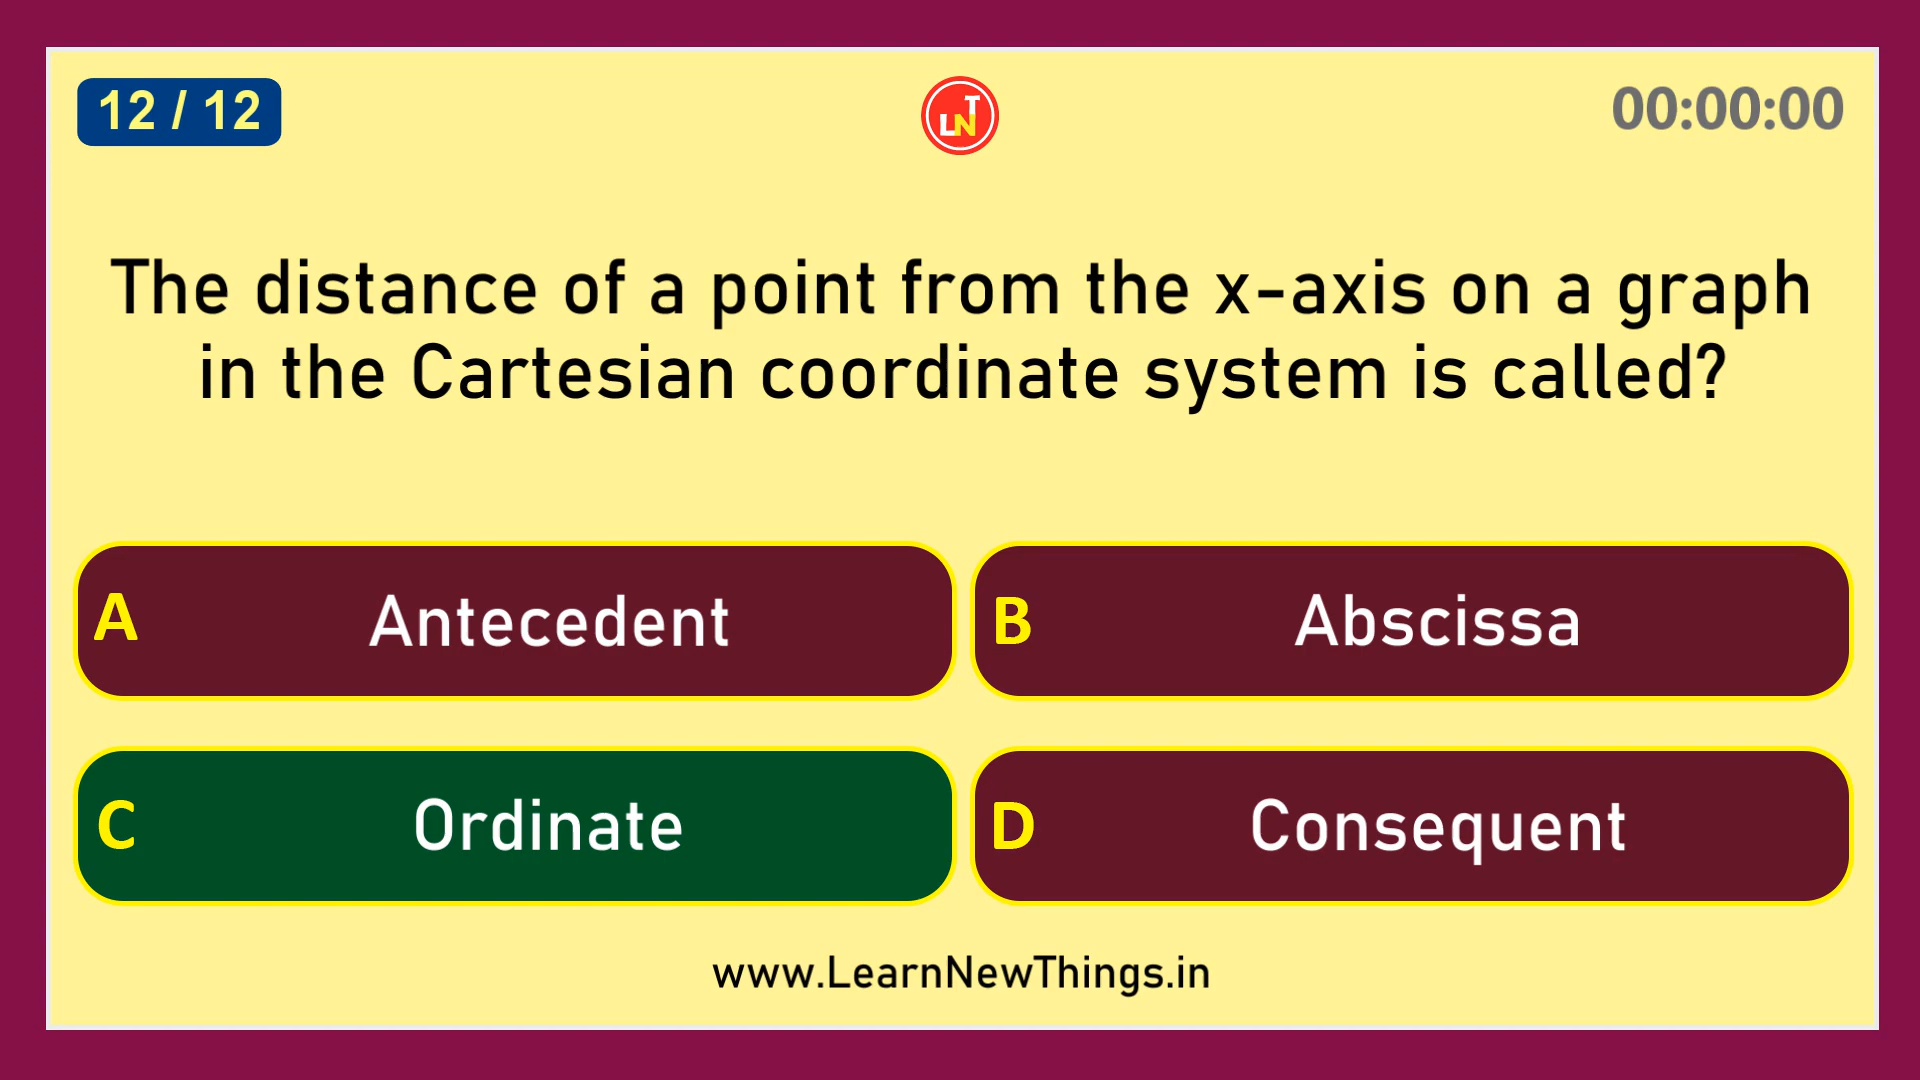 12 / 12
LNT
00:00:00
The distance of a point from the x-axis on a graph
in the Cartesian coordinate system is called?
A Antecedent
B Abscissa
C Ordinate
D Consequent
www.LearnNewThings.in